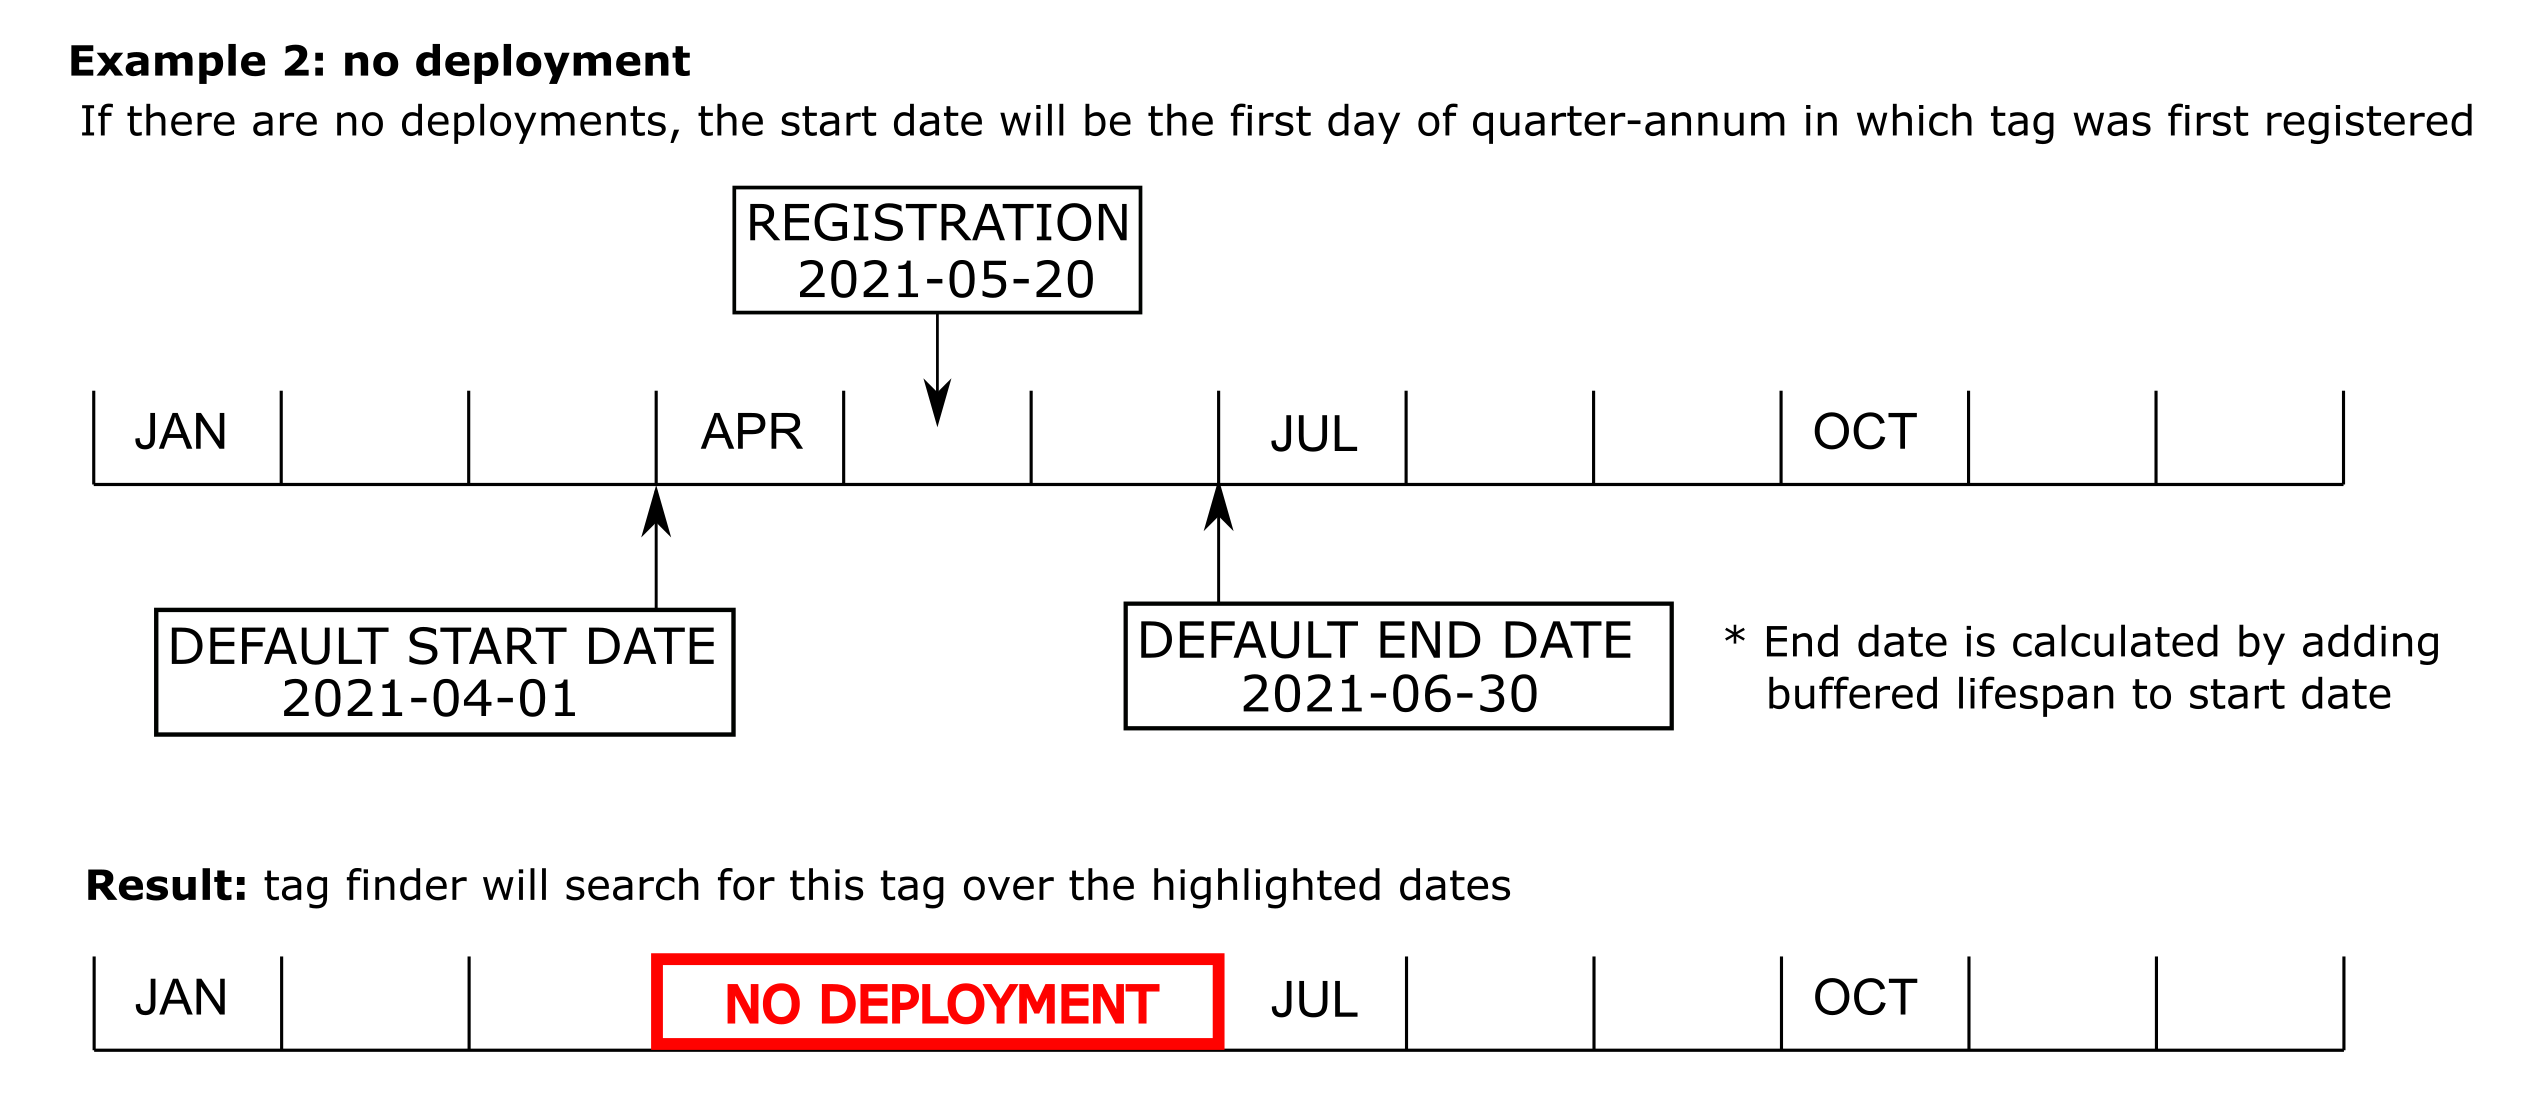 Example 2: no deployment
If there are no deployments, the start date will be the first day of quarter-annum in which tag was first registered
REGISTRATION
2021-05-20
JAN
APR
JUL
OCT
DEFAULT START DATE
2021-04-01
DEFAULT END DATE
2021-06-30
* End date is calculated by adding
buffered lifespan to start date
Result: tag finder will search for this tag over the highlighted dates
JAN
NO DEPLOYMENT
JUL
OCT